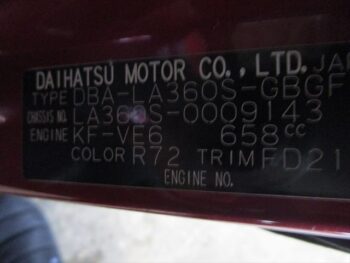 DAIHATSU MOTOR CO., LTD. JA
TYPE DBA-LA360S-GBGF
CHASSIS NO. LA360S-0009143
ENGINE KF-VE6 658cc
COLOR R72 TRIM FD21
ENGINE NO.